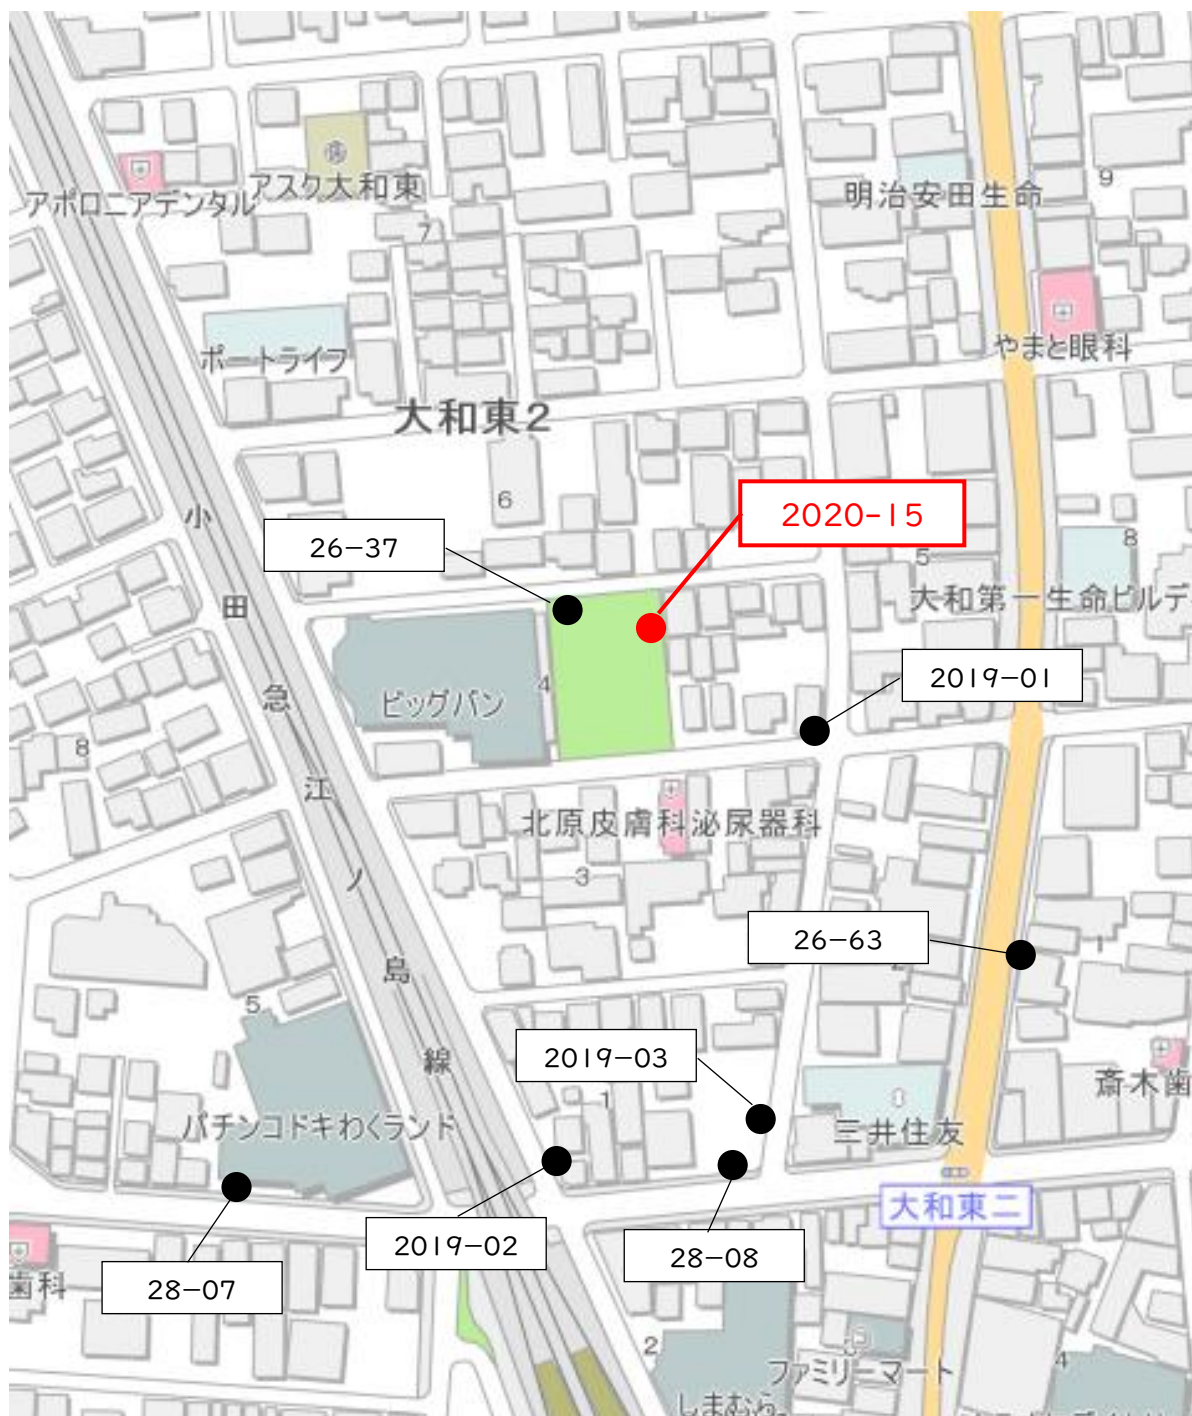 アポロニアデンタル
アスク大和東
明治安田生命
9
7
やまと眼科
ポートライフ
大和東2
6
2020-15
26-37
小
田
急
江
ノ
島
線
5
8
大和第一生命ビルデ
2019-01
4
ビッグバン
8
北原皮膚科泌尿器科
3
26-63
1
5
2019-03
斎木歯
1
パチンコドキわくランド
三井住友
大和東二
2019-02
28-08
28-07
歯科
2
ファミリーマート
4
しまむら